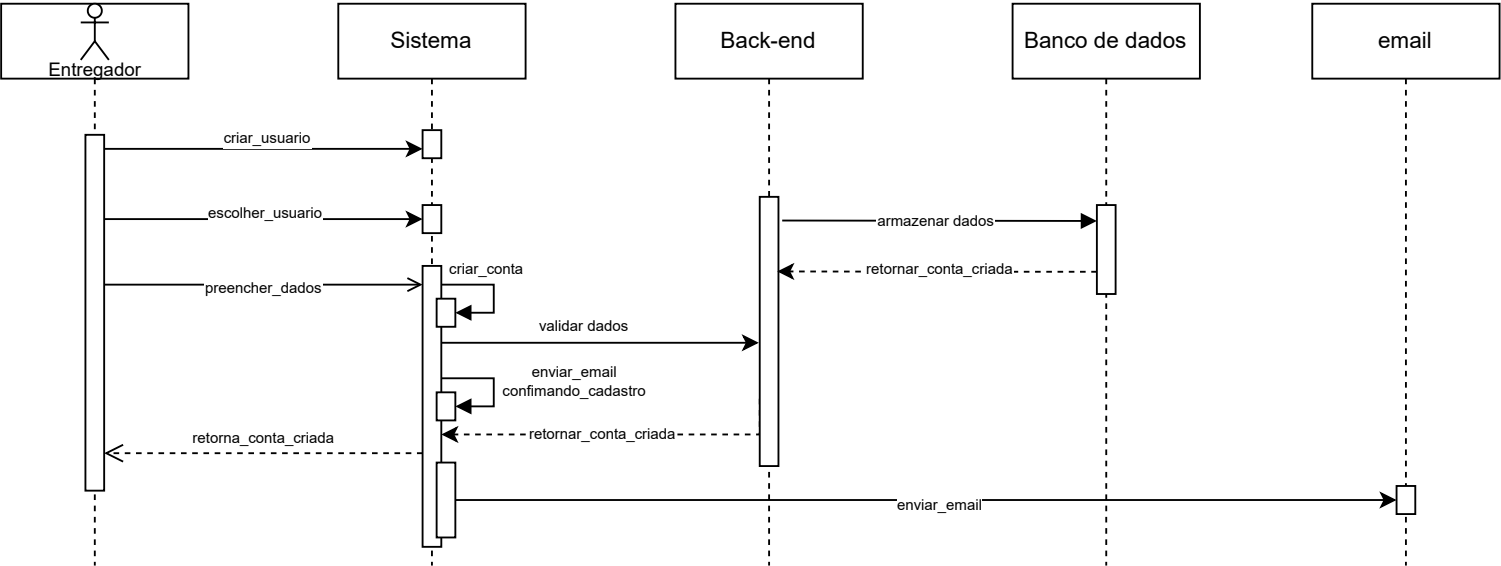 Entregador
Sistema
Back-end
Banco de dados
email
criar_usuario
escolher_usuario
armazenar dados
criar_conta
retornar_conta_criada
preencher_dados
validar dados
enviar_email
confimando_cadastro
retornar_conta_criada
retorna_conta_criada
enviar_email